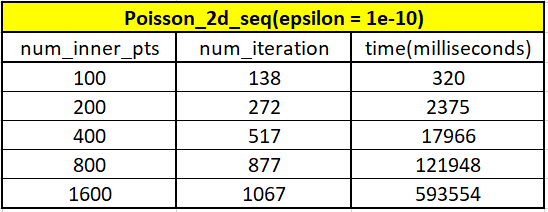 Poisson_2d_seq(epsilon = 1e-10)
num_inner_pts num_iteration time(milliseconds)
100 138 320
200 272 2375
400 517 17966
800 877 121948
1600 1067 593554